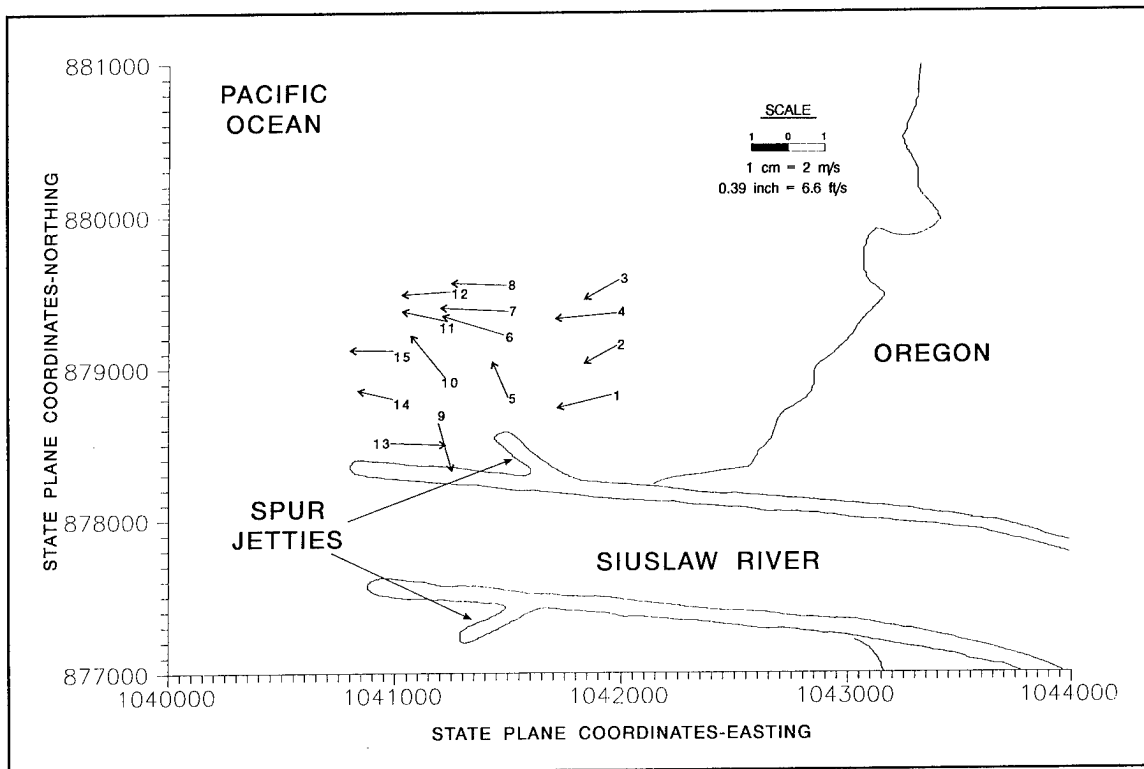 881000
PACIFIC
OCEAN
SCALE
1 0 1
1 cm = 2 m/s
0.39 inch = 6.6 ft/s
880000
STATE PLANE COORDINATES-NORTHING
3
8
12
7
4
11
6
2
OREGON
879000
15
10
5
1
14
9
13
SPUR
JETTIES
878000
SIUSLAW RIVER
877000
1040000 1041000 1042000 1043000 1044000
STATE PLANE COORDINATES-EASTING